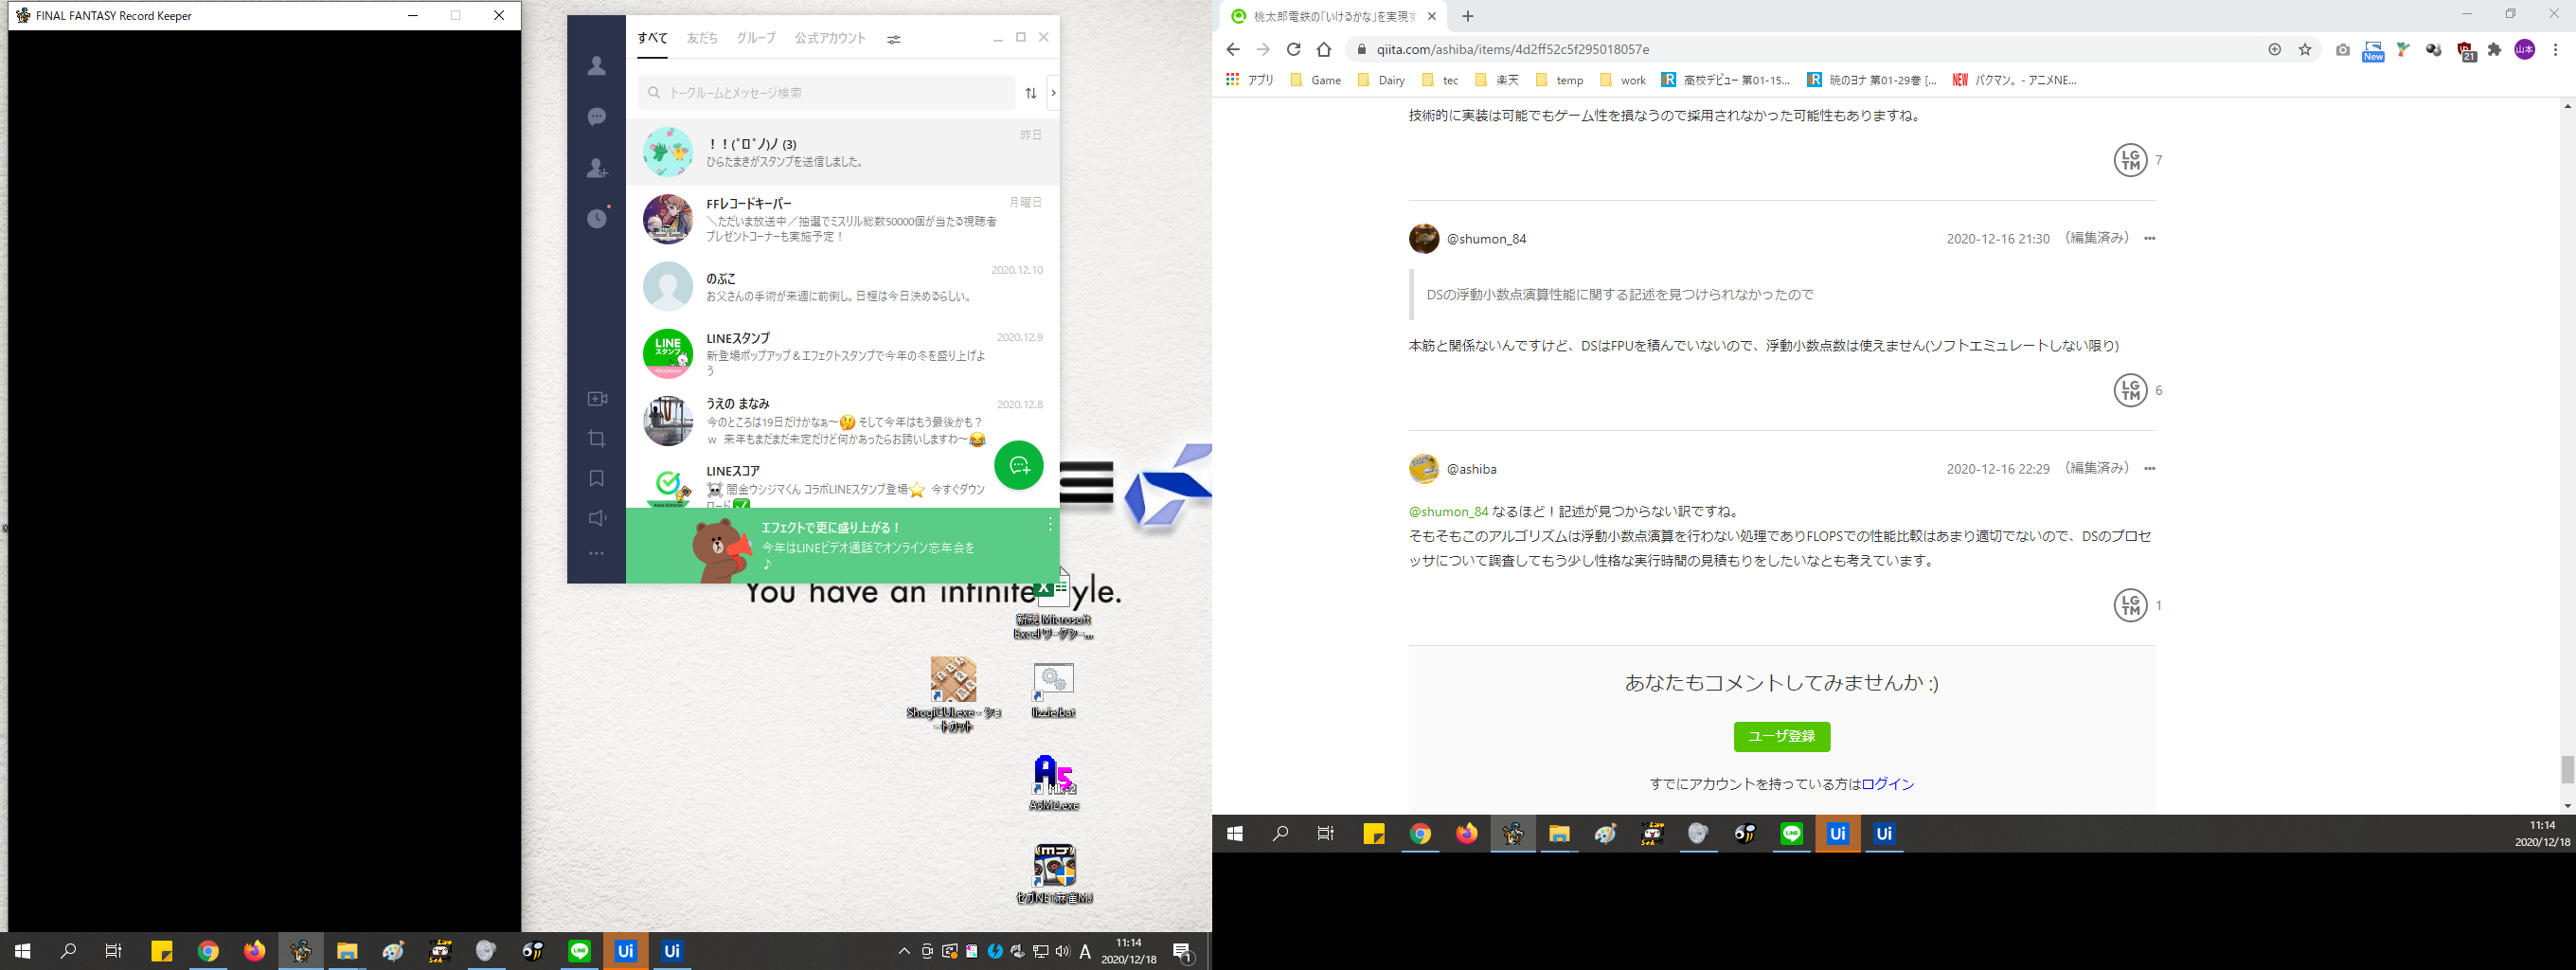 FINAL FANTASY Record Keeper
すべて 友だち グループ 公式アカウント
トークルームとメッセージ検索
！！(ﾟロﾟノ)ノ (3) 昨日
ひらたまきがスタンプを送信しました。
FFレコードキーパー 月曜日
＼ただいま放送中／抽選でミスリル総数50000個が当たる視聴者
プレゼントコーナーも実施予定！
のぶこ 2020.12.10
お父さんの手術が来週に前倒し。日程は今日決めるらしい。
LINEスタンプ 2020.12.9
新登場ポップアップ＆エフェクトスタンプで今年の冬を盛り上げよ
う
うえの まなみ 2020.12.8
今のところは19日だけかなぁ〜🤔 そして今年はもう最後かも？
w 来年もまだまだ未定だけど何かあったらお誘いしますわ〜😂
LINEスコア
☠️ 闇金ウシジマくん コラボLINEスタンプ登場⭐ 今すぐダウン
ロード✅
エフェクトで更に盛り上がる！
今年はLINEビデオ通話でオンライン忘年会を
♪
You have an infinite yle.
新規 Microsoft
Excel ワークシー...
ShogiGUI.exe - ショ
ートカット
lizzie.bat
A5M2.exe
セガNET麻雀MJ
11:14
2020/12/18
桃太郎電鉄の「いけるかな」を実現す
qiita.com/ashiba/items/4d2ff52c5f295018057e
New
21
山本
アプリ Game Dairy tec 楽天 temp work 高校デビュー 第01-15... 暁のヨナ 第01-29巻 [... バクマン。 - アニメNE...
技術的に実装は可能でもゲーム性を損なうので採用されなかった可能性もありますね。
LGTM 7
@shumon_84 2020-12-16 21:30 （編集済み）
DSの浮動小数点演算性能に関する記述を見つけられなかったので
本筋と関係ないんですけど、DSはFPUを積んでいないので、浮動小数点数は使えません(ソフトエミュレートしない限り)
LGTM 6
@ashiba 2020-12-16 22:29 （編集済み）
@shumon_84 なるほど！記述が見つからない訳ですね。
そもそもこのアルゴリズムは浮動小数点演算を行わない処理でありFLOPSでの性能比較はあまり適切でないので、DSのプロセ
ッサについて調査してもう少し性格な実行時間の見積もりをしたいなとも考えています。
LGTM 1
あなたもコメントしてみませんか :)
ユーザ登録
すでにアカウントを持っている方はログイン
11:14
2020/12/18